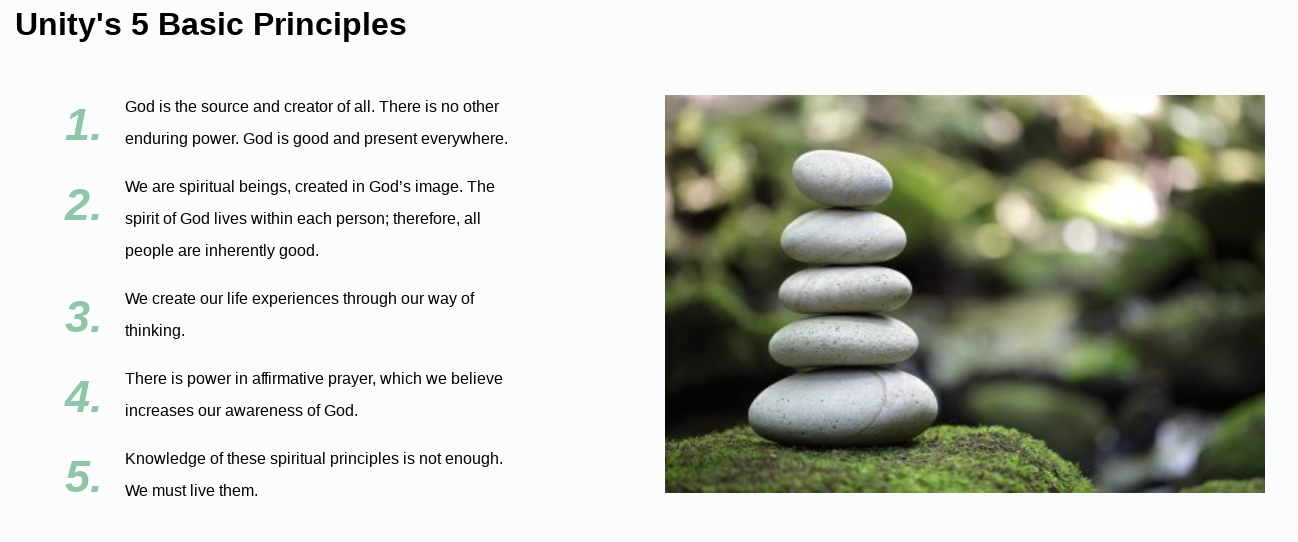 Unity's 5 Basic Principles
1. God is the source and creator of all. There is no other
enduring power. God is good and present everywhere.
2. We are spiritual beings, created in God’s image. The
spirit of God lives within each person; therefore, all
people are inherently good.
3. We create our life experiences through our way of
thinking.
4. There is power in affirmative prayer, which we believe
increases our awareness of God.
5. Knowledge of these spiritual principles is not enough.
We must live them.